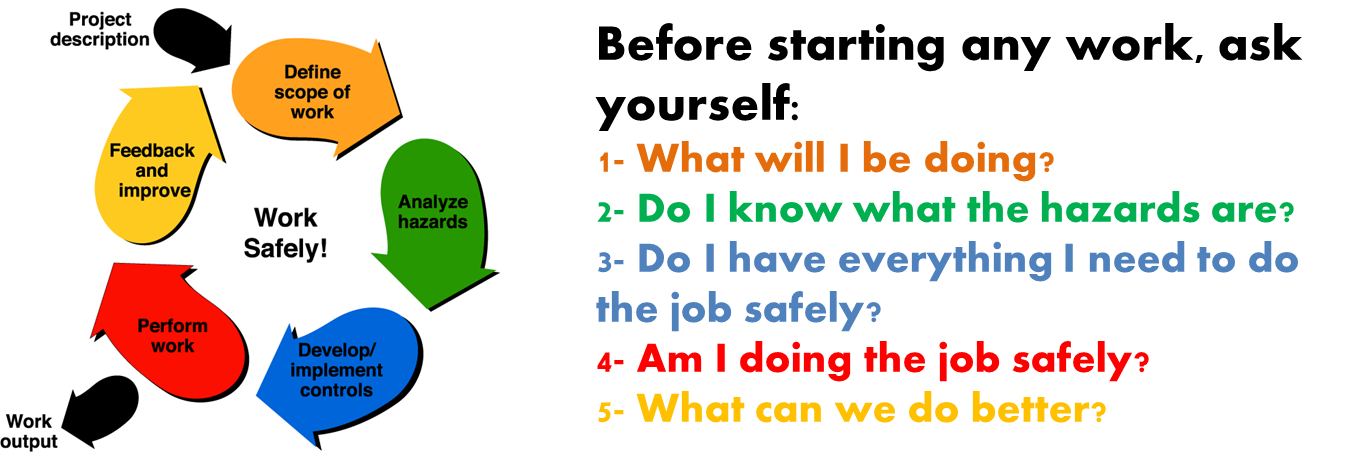 Project
description
Define
scope of
work
Analyze
hazards
Develop/
implement
controls
Perform
work
Work
output
Feedback
and
improve
Work
Safely!
Before starting any work, ask
yourself:
1- What will I be doing?
2- Do I know what the hazards are?
3- Do I have everything I need to do
the job safely?
4- Am I doing the job safely?
5- What can we do better?